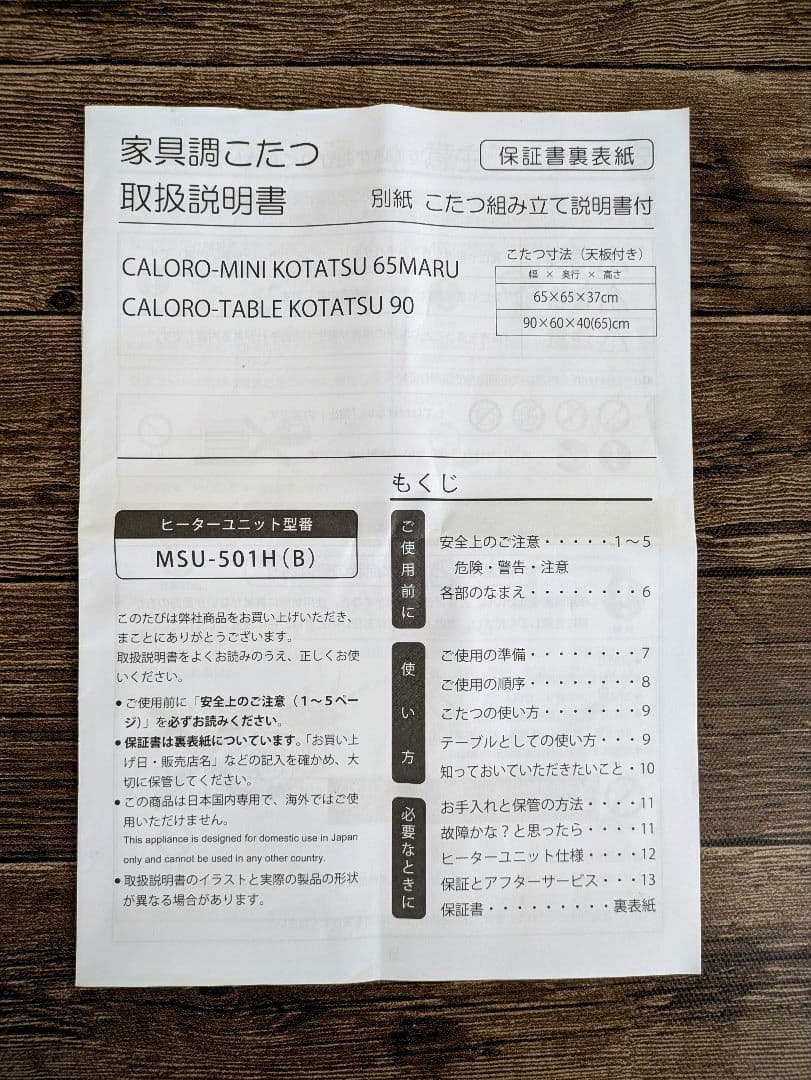 家具調こたつ
取扱説明書
保証書裏表紙
別紙 こたつ組み立て説明書付
CALORO-MINI KOTATSU 65MARU
CALORO-TABLE KOTATSU 90
こたつ寸法(天板付き)
幅 × 奥行 × 高さ
65×65×37cm
90×60×40(65)cm
ヒーターユニット型番
MSU-501H(B)
このたびは弊社商品をお買い上げいただき、
まことにありがとうございます。
取扱説明書をよくお読みのうえ、正しくお使
いください。
●ご使用前に「安全上のご注意(1〜5ペー
ジ)」を必ずお読みください。
●保証書は裏表紙についています。「お買い上
げ日・販売店名」などの記入を確かめ、大
切に保管してください。
●この商品は日本国内専用で、海外ではご使
用いただけません。
This appliance is designed for domestic use in Japan
only and cannot be used in any other country.
●取扱説明書のイラストと実際の製品の形状
が異なる場合があります。
もくじ
ご使用前に
安全上のご注意・・・・・1〜5
危険・警告・注意
各部のなまえ・・・・・・・・6
使い方
ご使用の準備・・・・・・・・7
ご使用の順序・・・・・・・・8
こたつの使い方・・・・・・・9
テーブルとしての使い方・・・9
知っておいていただきたいこと・10
必要なときに
お手入れと保管の方法・・・・11
故障かな?と思ったら・・・・11
ヒーターユニット仕様・・・・12
保証とアフターサービス・・・13
保証書・・・・・・・・・裏表紙